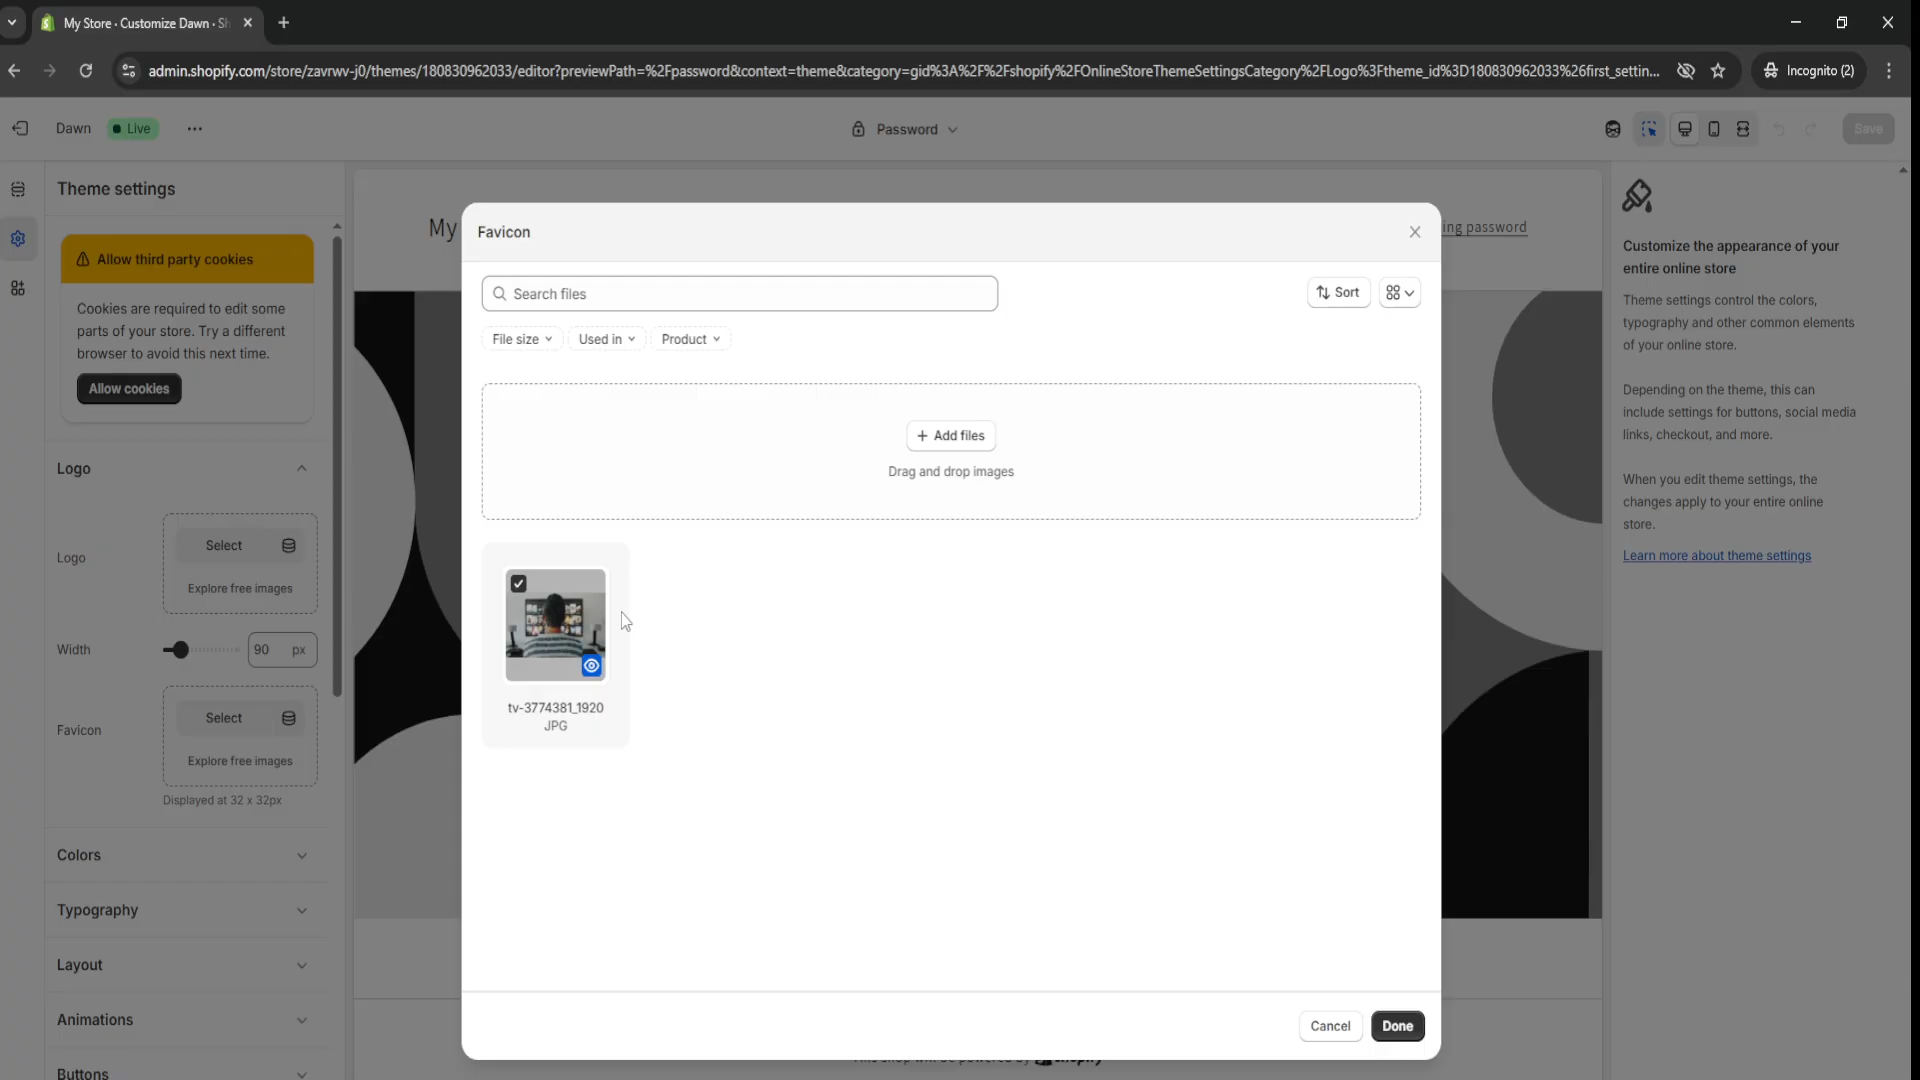 My Store · Customize Dawn · Sh
admin.shopify.com/store/zavrwv-j0/themes/180830962033/editor?previewPath=%2Fpassword&context=theme&category=gid%3A%2F%2Fshopify%2FOnlineStoreThemeSettingsCategory%2FLogo%3Ftheme_id%3D180830962033%26first_settin...
Incognito (2)
Dawn
Live
Password
Save
Theme settings
Allow third party cookies
Cookies are required to edit some
parts of your store. Try a different
browser to avoid this next time.
Allow cookies
Logo
Logo
Select
Explore free images
Width
90 px
Favicon
Select
Explore free images
Displayed at 32 x 32px
Colors
Typography
Layout
Animations
Buttons
My
ing password
Favicon
Search files
Sort
File size
Used in
Product
+ Add files
Drag and drop images
tv-3774381_1920
JPG
Cancel
Done
shopify
Customize the appearance of your
entire online store
Theme settings control the colors,
typography and other common elements
of your online store.
Depending on the theme, this can
include settings for buttons, social media
links, checkout, and more.
When you edit theme settings, the
changes apply to your entire online
store.
Learn more about theme settings